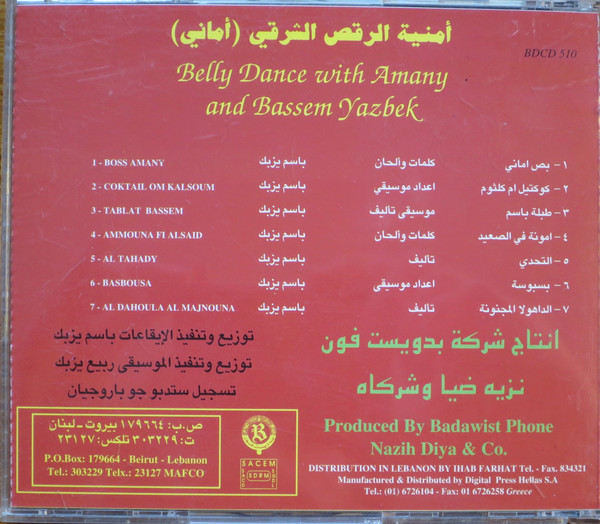 أمنية الرقص الشرقي (أماني)
BDCD 510
Belly Dance with Amany
and Bassem Yazbek
1 - BOSS AMANY باسم يزبك كلمات وألحان ١ - بص اماني
2 - COKTAIL OM KALSOUM باسم يزبك اعداد موسيقي ٢ - كوكتيل ام كلثوم
3 - TABLAT BASSEM باسم يزبك موسيقى تاليف ٣ - طبلة باسم
4 - AMMOUNA FI ALSAID باسم يزبك كلمات وألحان ٤ - امونة في الصعيد
5 - AL TAHADY باسم يزبك تاليف ٥ - التحدي
6 - BASBOUSA باسم يزبك اعداد موسيقى ٦ - بسبوسة
7 - AL DAHOULA AL MAJNOUNA باسم يزبك تأليف ٧ - الداهولا المجنونة
توزيع وتنفيذ الإيقاعات باسم يزبك
توزيع وتنفيذ الموسيقى ربيع يزبك
تسجيل ستديو جو باروجيان
انتاج شركة بدويست فون
نزيه ضيا وشركاه
ص.ب: ١٧٩٦٦٤ بيروت - لبنان
ت: ٣٠٣٢٢٩ تلكس: ٢٣١٢٧
P.O.Box: 179664 - Beirut - Lebanon
Tel.: 303229 Telx.: 23127 MAFCO
B
SACEM
SDRM
Produced By Badawist Phone
Nazih Diya & Co.
DISTRIBUTION IN LEBANON BY IHAB FARHAT Tel. - Fax. 834321
Manufactured & Distributed by Digital Press Hellas S.A
Tel.: (01) 6726104 - Fax: 01 6726258 Greece